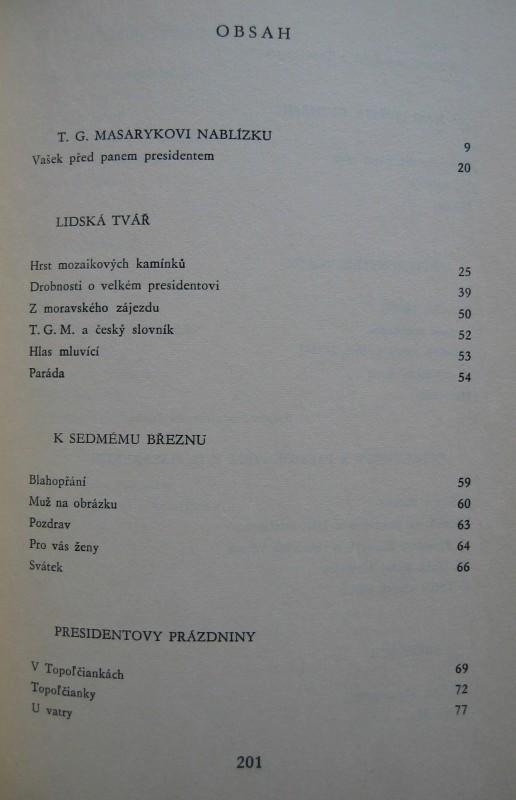 OBSAH
T. G. MASARYKOVI NABLÍZKU 9
Vašek před panem presidentem 20
LIDSKÁ TVÁŘ
Hrst mozaikových kamínků 25
Drobnosti o velkém presidentovi 39
Z moravského zájezdu 50
T. G. M. a český slovník 52
Hlas mluvící 53
Paráda 54
K SEDMÉMU BŘEZNU
Blahopřání 59
Muž na obrázku 60
Pozdrav 63
Pro vás ženy 64
Svátek 66
PRESIDENTOVY PRÁZDNINY
V Topoľčiankách 69
Topoľčianky 72
U vatry 77
201